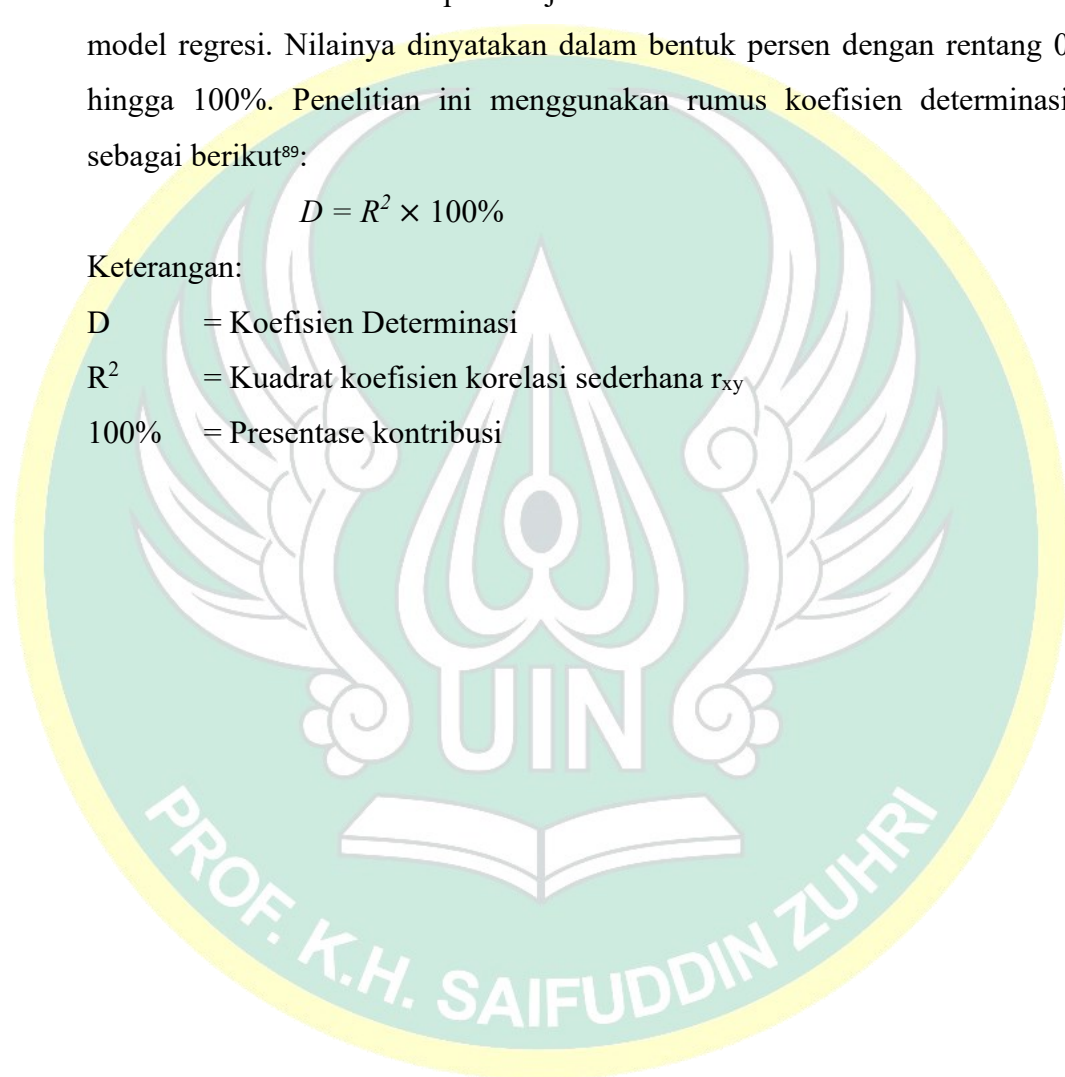 model regresi. Nilainya dinyatakan dalam bentuk persen dengan rentang 0
hingga 100%. Penelitian ini menggunakan rumus koefisien determinasi
sebagai berikut⁸⁹:
D = R² × 100%
Keterangan:
D = Koefisien Determinasi
R² = Kuadrat koefisien korelasi sederhana rₓᵧ
100% = Presentase kontribusi
UIN
PROF. K.H. SAIFUDDIN ZUHRI